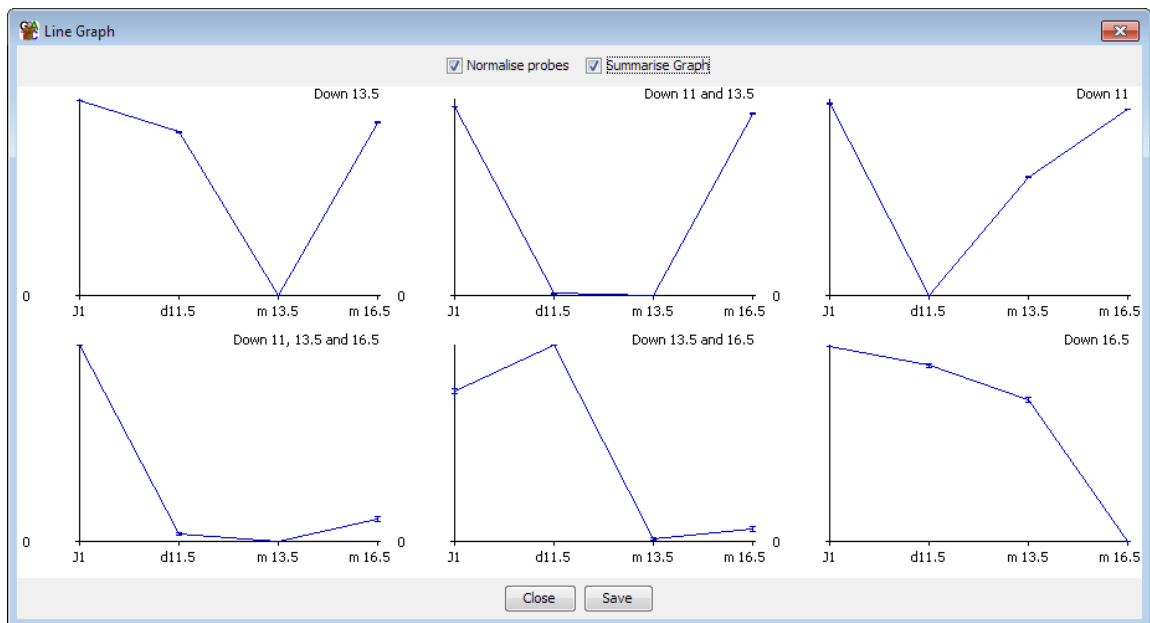 Line Graph
Normalise probes Summarise Graph
Down 13.5
0
J1 d11.5 m 13.5 m 16.5
Down 11 and 13.5
0
J1 d11.5 m 13.5 m 16.5
Down 11
0
J1 d11.5 m 13.5 m 16.5
Down 11, 13.5 and 16.5
0
J1 d11.5 m 13.5 m 16.5
Down 13.5 and 16.5
0
J1 d11.5 m 13.5 m 16.5
Down 16.5
0
J1 d11.5 m 13.5 m 16.5
Close Save